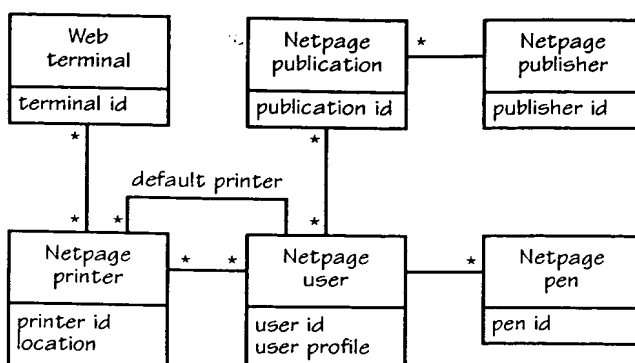 Web
terminal
terminal id
Netpage
publication
publication id
*
Netpage
publisher
publisher id
*
*
default printer
*
*
*
Netpage
printer
printer id
location
*
*
Netpage
user
user id
user profile
*
Netpage
pen
pen id